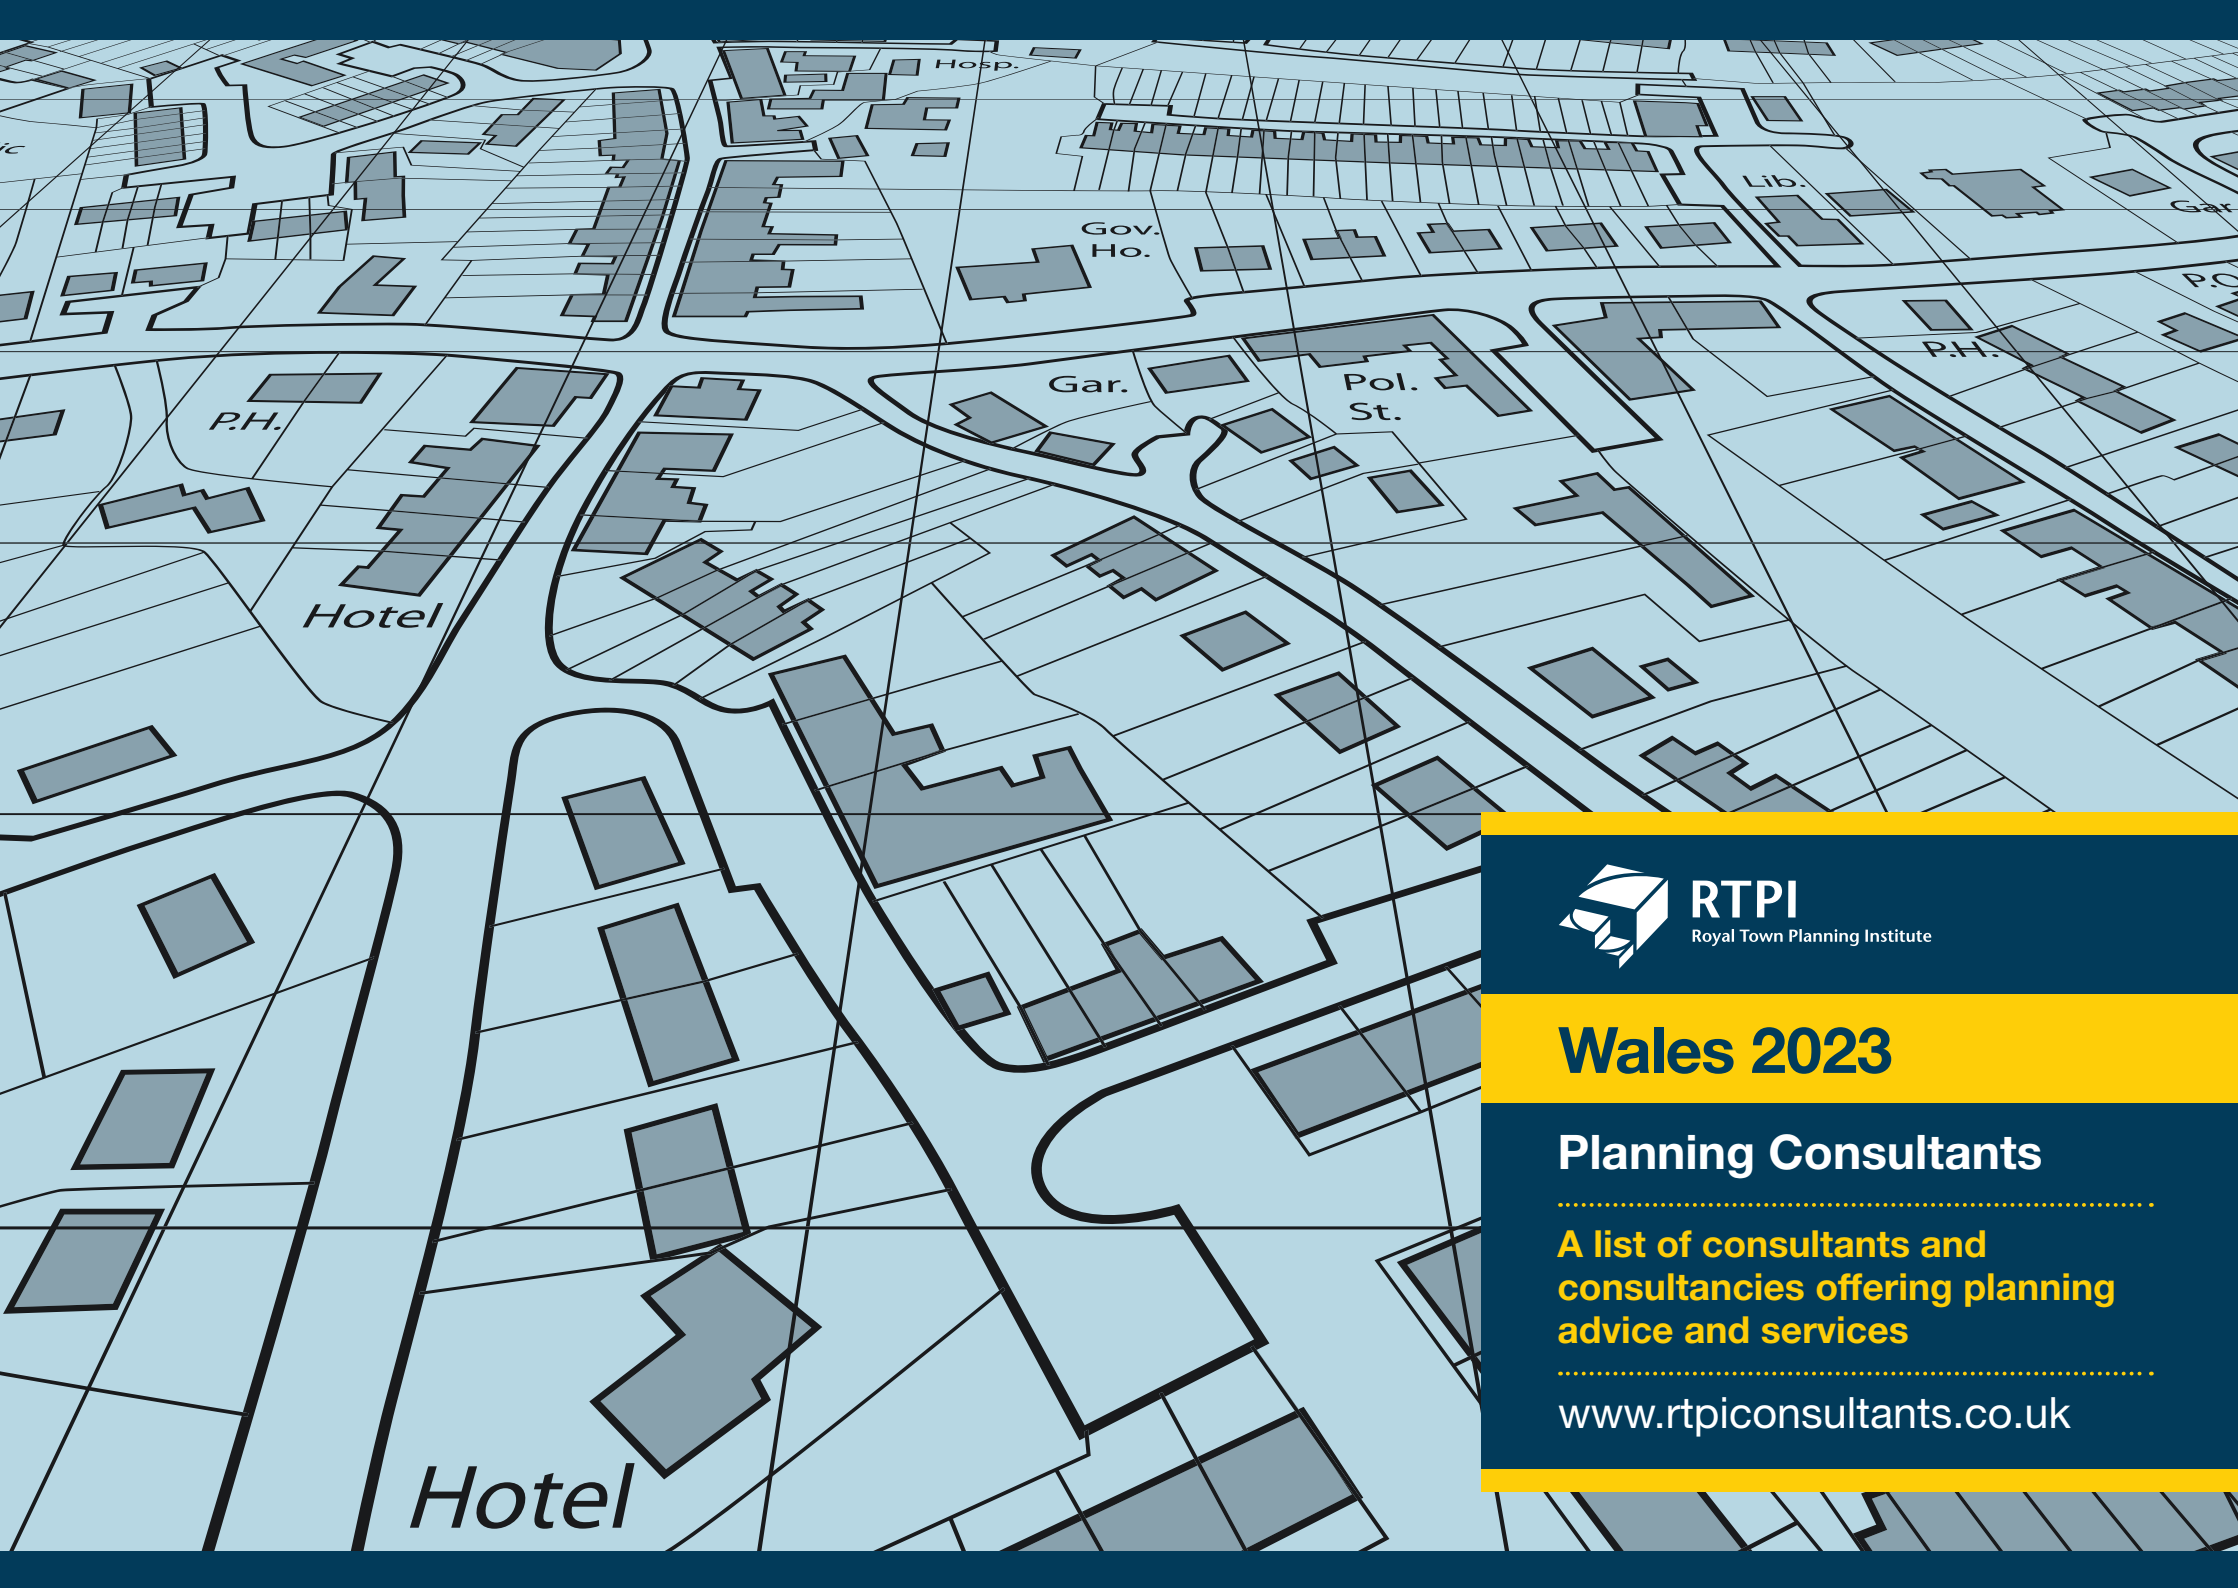 Hosp.
Lib.
Gar
Gov.
Ho.
P.C
P.H.
Gar.
Pol.
St.
P.H.
Hotel
RTPI
Royal Town Planning Institute
Wales 2023
Planning Consultants
A list of consultants and
consultancies offering planning
advice and services
www.rtpiconsultants.co.uk
Hotel